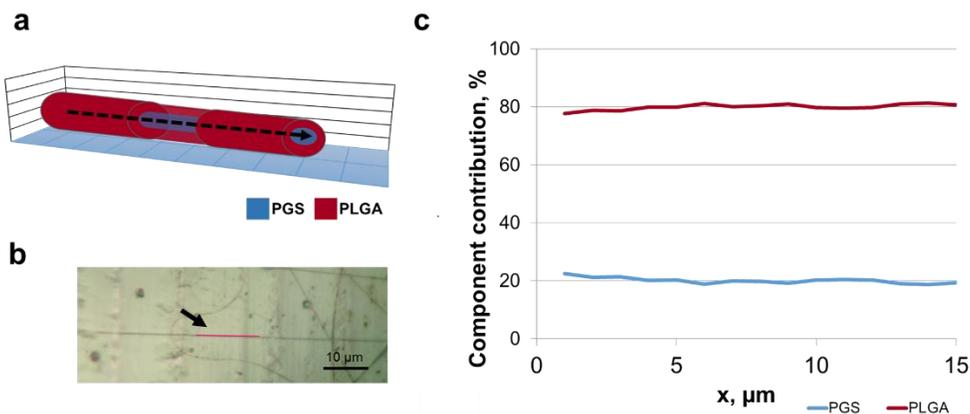 a
PGS PLGA
b
10 µm
c
Component contribution, %
100
80
60
40
20
0
0 5 10 15
x, µm
PGS PLGA